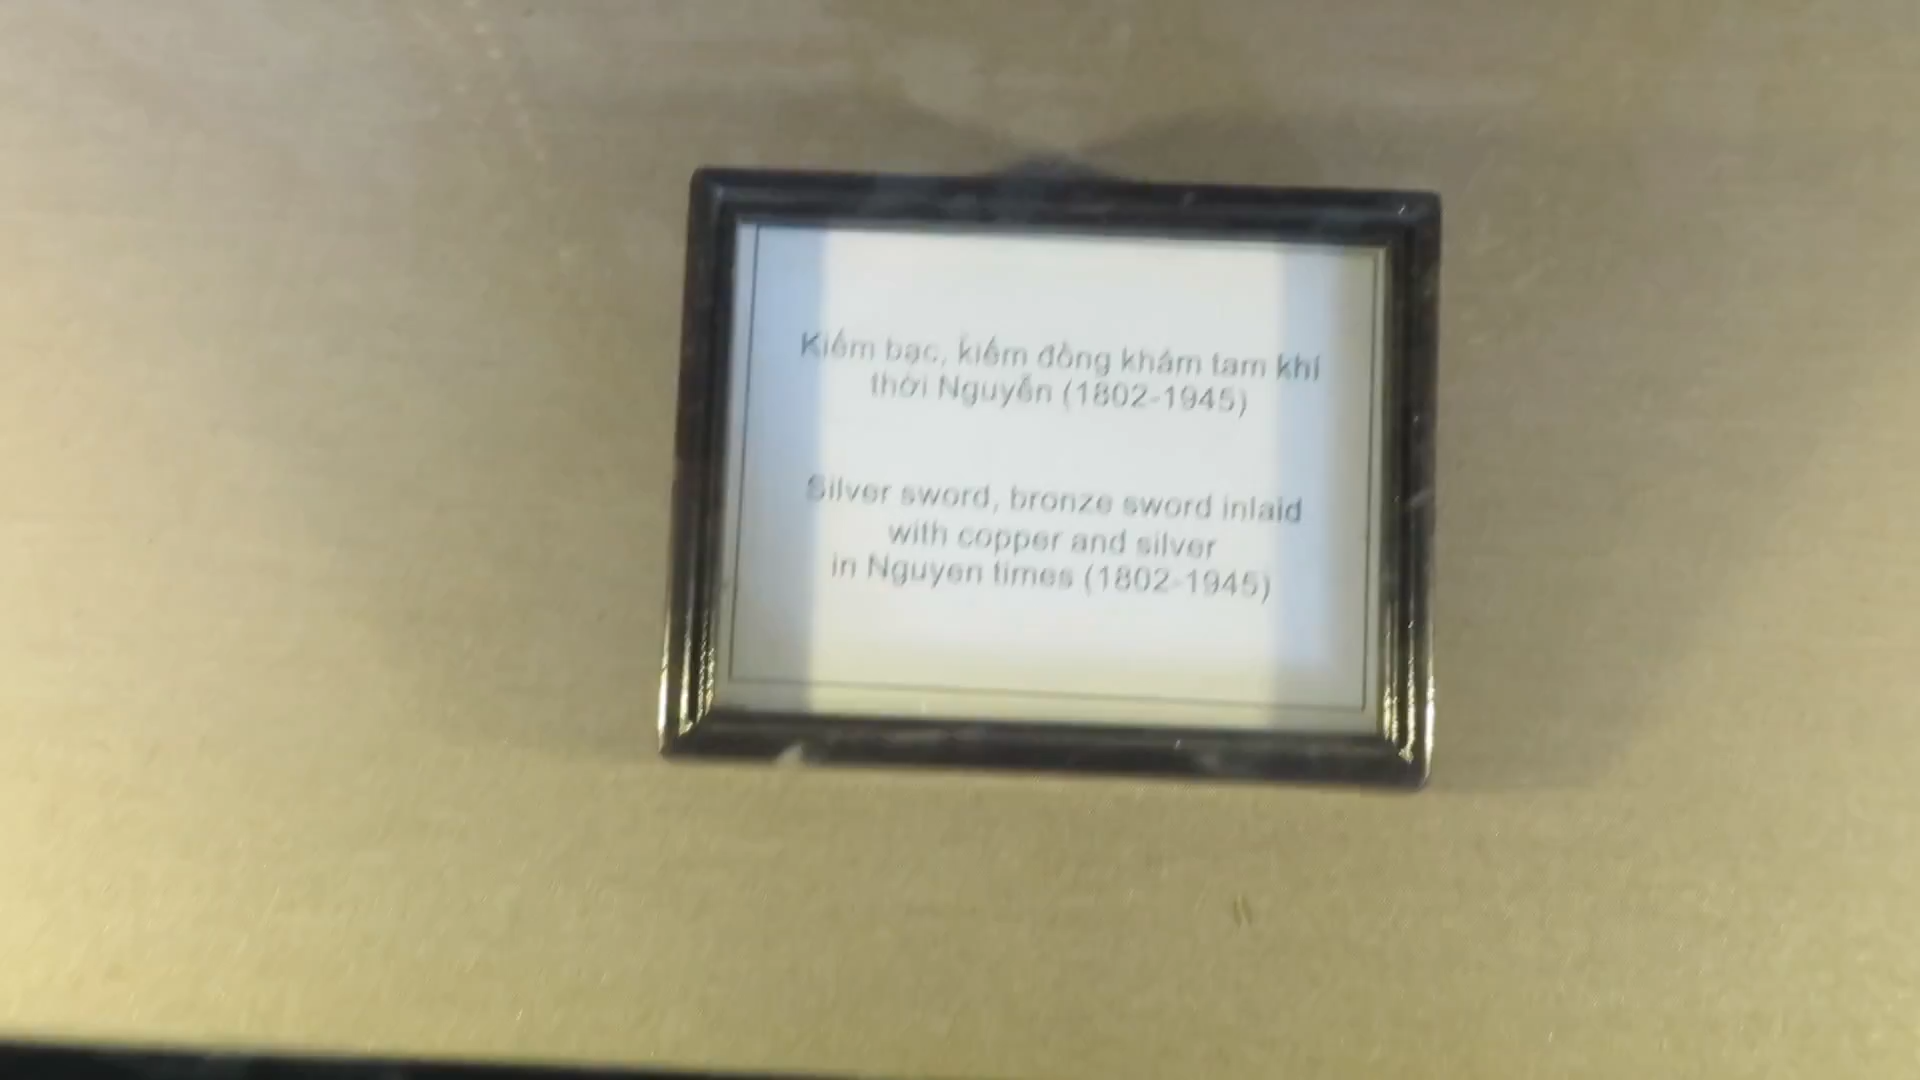 Kiếm bạc, kiếm đồng khảm tam khí
thời Nguyễn (1802-1945)
Silver sword, bronze sword inlaid
with copper and silver
in Nguyen times (1802-1945)